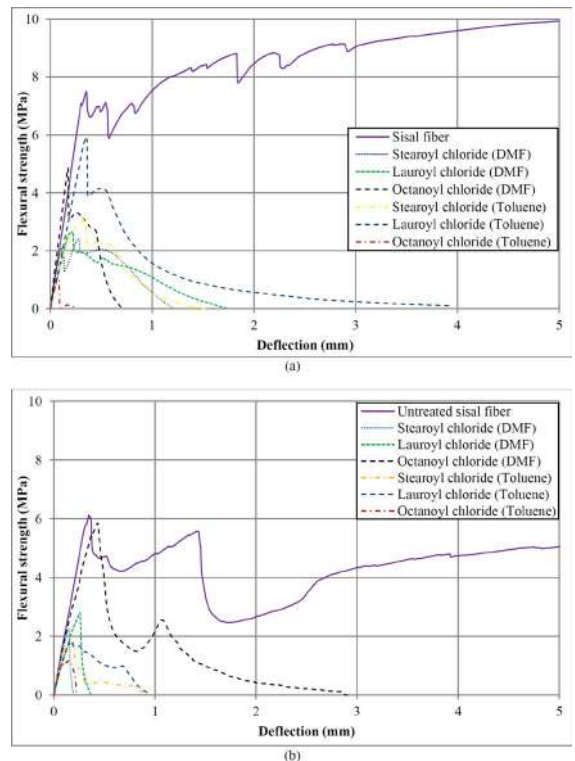 10
8
6
4
2
0
Flexural strength (MPa)
Sisal fiber
Stearoyl chloride (DMF)
Lauroyl chloride (DMF)
Octanoyl chloride (DMF)
Stearoyl chloride (Toluene)
Lauroyl chloride (Toluene)
Octanoyl chloride (Toluene)
0 1 2 3 4 5
Deflection (mm)
(a)
10
8
6
4
2
0
Flexural strength (MPa)
Untreated sisal fiber
Stearoyl chloride (DMF)
Lauroyl chloride (DMF)
Octanoyl chloride (DMF)
Stearoyl chloride (Toluene)
Lauroyl chloride (Toluene)
Octanoyl chloride (Toluene)
0 1 2 3 4 5
Deflection (mm)
(b)